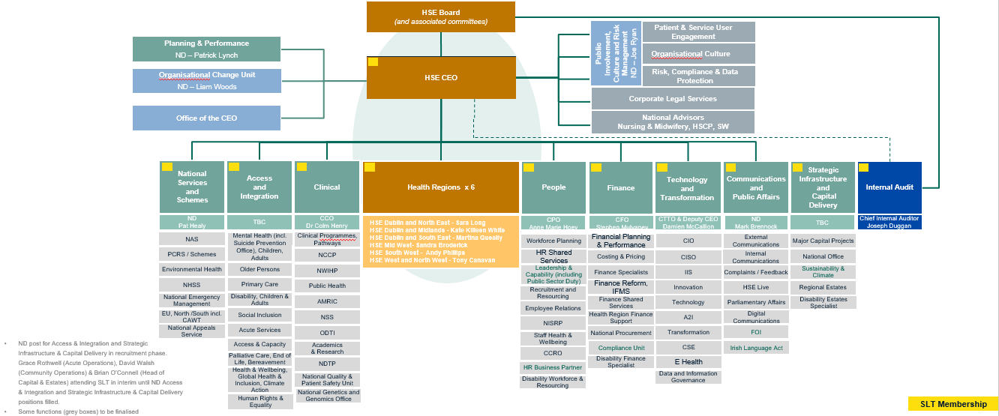 HSE Board
(and associated committees)
Planning & Performance
ND – Patrick Lynch
Organisational Change Unit
ND – Liam Woods
Office of the CEO
HSE CEO
Public
Involvement,
Culture and Risk
Management
ND – Joe Ryan
Patient & Service User
Engagement
Organisational Culture
Risk, Compliance & Data
Protection
Corporate Legal Services
National Advisors
Nursing & Midwifery, HSCP, SW
National
Services
and
Schemes
ND
Pat Healy
NAS
PCRS / Schemes
Environmental Health
NHSS
National Emergency
Management
EU, North /South incl.
CAWT
National Appeals
Service
Access
and
Integration
TBC
Mental Health (incl.
Suicide Prevention
Office), Children,
Adults
Older Persons
Primary Care
Disability, Children &
Adults
Social Inclusion
Acute Services
Access & Capacity
Palliative Care, End of
Life, Bereavement
Health & Wellbeing,
Global Health &
Inclusion, Climate
Action
Human Rights &
Equality
Clinical
CCO
Dr Colm Henry
Clinical Programmes,
Pathways
NCCP
NWIHP
Public Health
AMRIC
NSS
ODTI
Academics
& Research
NDTP
National Quality &
Patient Safety Unit
National Genetics and
Genomics Office
Health Regions x 6
HSE Dublin and North East - Sara Long
HSE Dublin and Midlands - Kate Killeen White
HSE Dublin and South East - Martina Queally
HSE Mid West- Sandra Broderick
HSE South West - Andy Phillips
HSE West and North West - Tony Canavan
People
CPO
Anne Marie Hoey
Workforce Planning
HR Shared
Services
Leadership &
Capability (including
Public Sector Duty)
Recruitment and
Resourcing
Employee Relations
NISRP
Staff Health &
Wellbeing
CCRO
HR Business Partner
Disability Workforce &
Resourcing
Finance
CFO
Stephen Mulvaney
Financial Planning
& Performance
Costing & Pricing
Finance Specialists
Finance Reform,
IFMS
Finance Shared
Services
Health Region Finance
Support
National Procurement
Compliance Unit
Disability Finance
Specialist
Technology
and
Transformation
CTTO & Deputy CEO
Damien McCallion
CIO
CISO
IIS
Innovation
Technology
A2I
Transformation
CSE
E Health
Data and Information
Governance
Communications
and
Public Affairs
ND
Mark Brennock
External
Communications
Internal
Communications
Complaints / Feedback
HSE Live
Parliamentary Affairs
Digital
Communications
FOI
Irish Language Act
Strategic
Infrastructure
and
Capital
Delivery
TBC
Major Capital Projects
National Office
Sustainability &
Climate
Regional Estates
Disability Estates
Specialist
Internal Audit
Chief Internal Auditor
Joseph Duggan
• ND post for Access & Integration and Strategic
Infrastructure & Capital Delivery in recruitment phase.
Grace Rothwell (Acute Operations), David Walsh
(Community Operations) & Brian O'Connell (Head of
Capital & Estates) attending SLT in interim until ND Access
& Integration and Strategic Infrastructure & Capital Delivery
positions filled.
• Some functions (grey boxes) to be finalised
SLT Membership